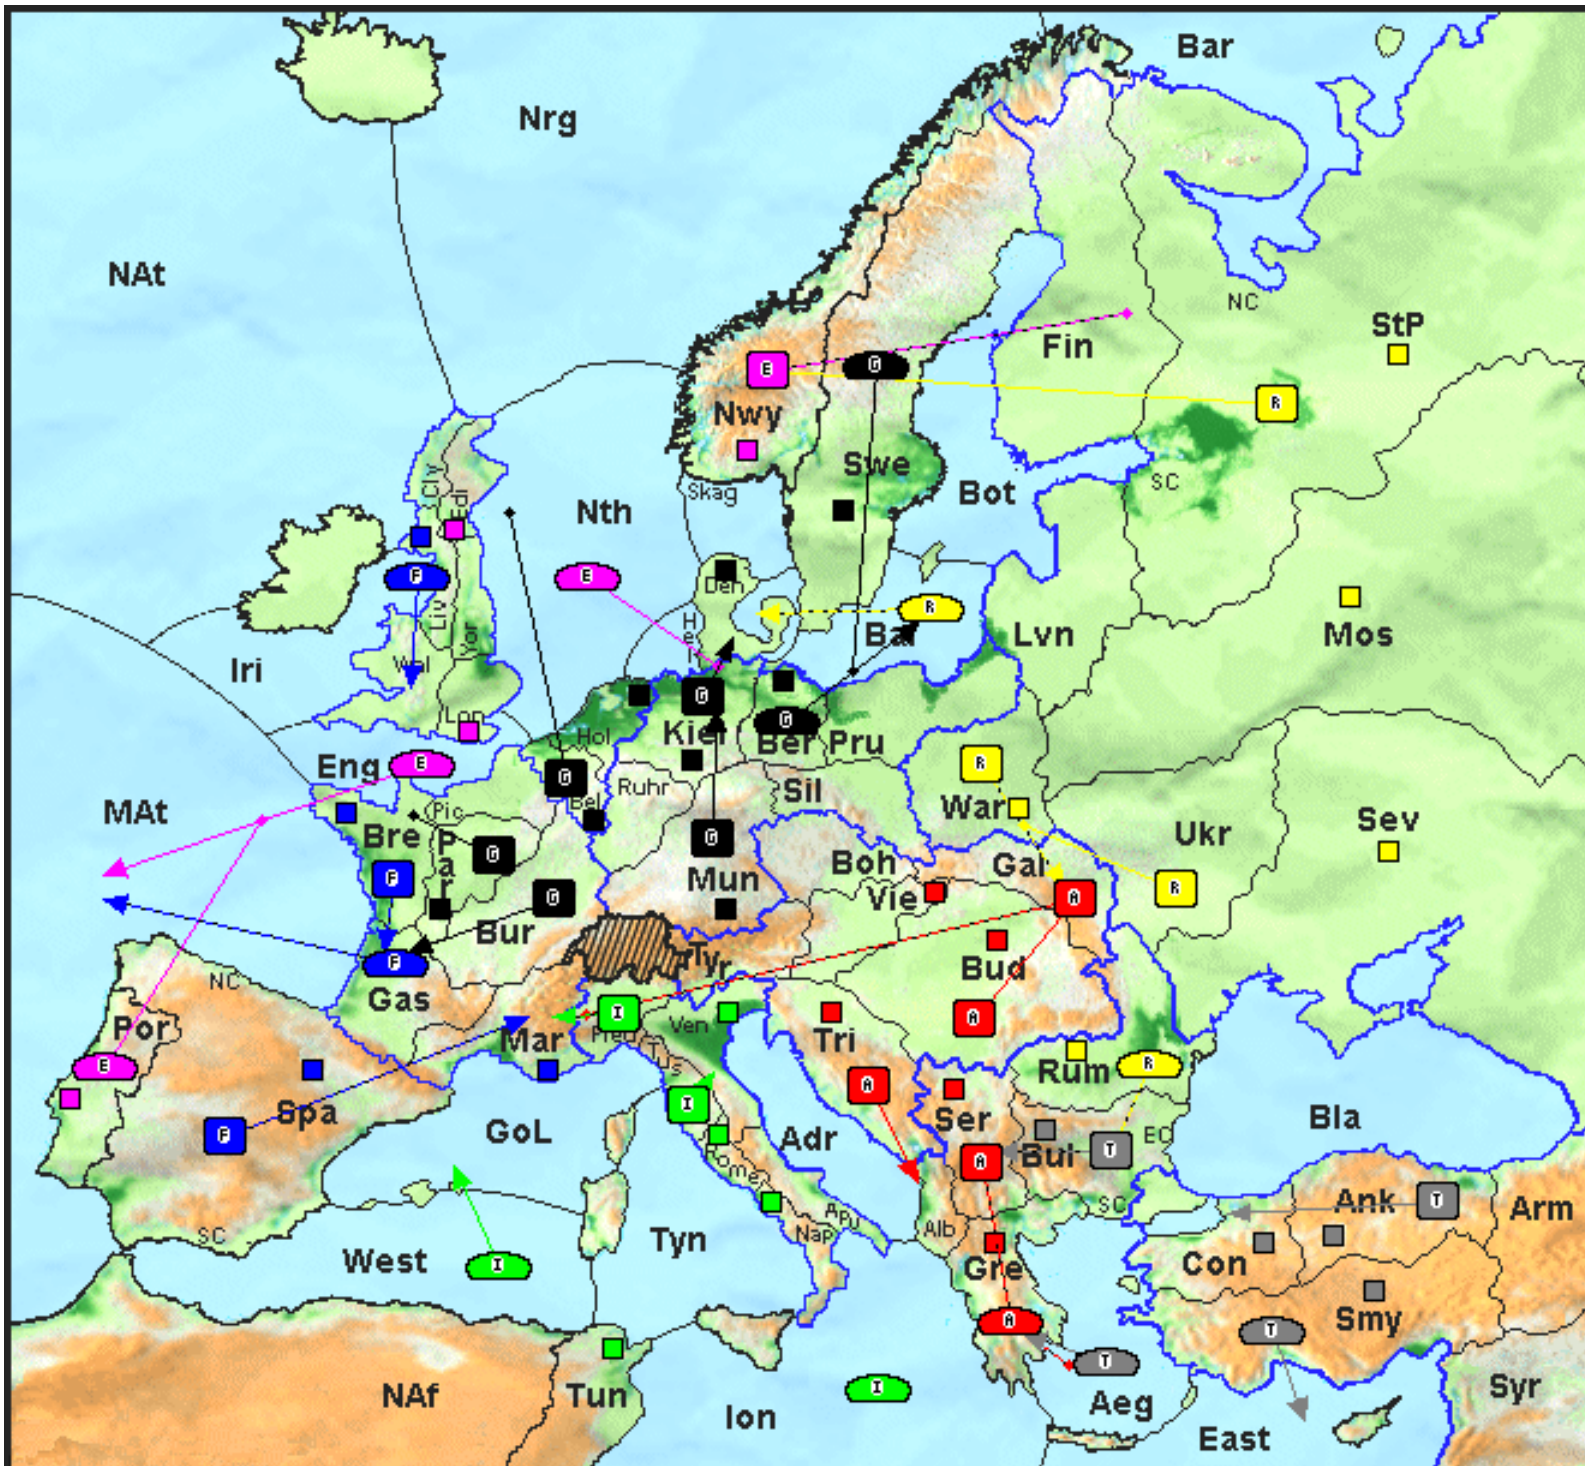 Bar
Nrg
NAt
NC
StP
Fin
E
G
R
Nwy
Swe
SC
Skag
Bot
Cly
Edl
Nth
F
E
Den
R
Bal
Lvn
Mos
Hel
Liv
Yor
Iri
Wal
Lon
G
G
Hol
Kiel
Ber
Pru
Eng
E
G
R
Ruhr
Sil
War
MAt
Pic
Bel
Bre
Par
G
G
Ukr
Sev
Boh
Gal
Mun
Vie
F
G
A
R
Bur
Tyr
Bud
F
NC
Gas
Por
Mar
I
Pied
Ven
Tri
A
Tus
Rum
R
E
A
Spa
I
Ser
F
GoL
Adr
Bla
Rome
A
Bul
T
EC
Ank
T
Arm
SC
SC
Apu
Nap
Alb
Tyn
West
I
Gre
Con
A
T
Smy
T
NAf
Tun
I
Ion
Aeg
Syr
East